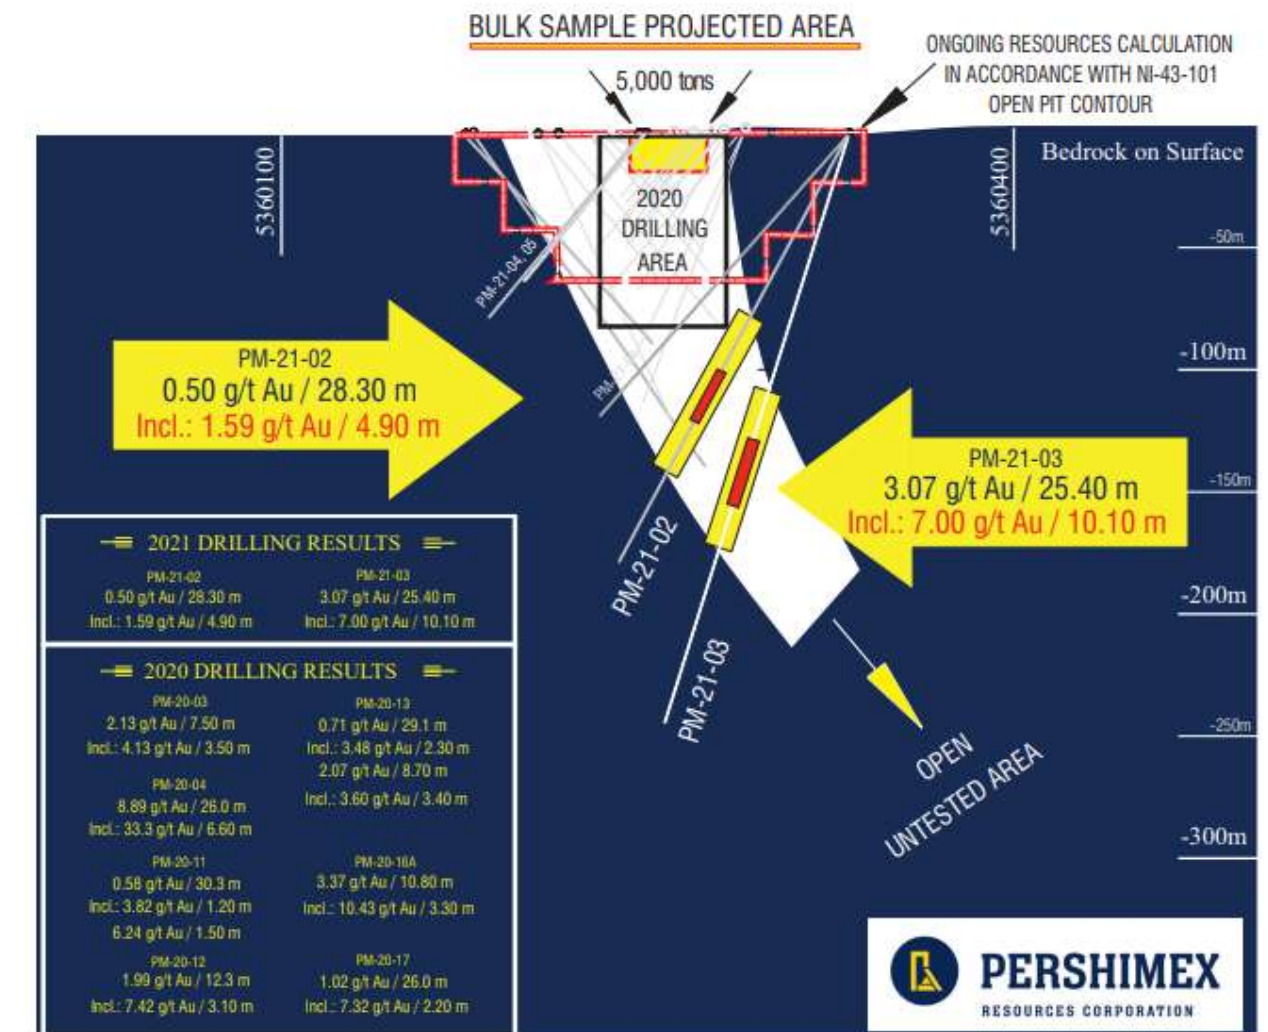 BULK SAMPLE PROJECTED AREA
5,000 tons
ONGOING RESOURCES CALCULATION
IN ACCORDANCE WITH NI-43-101
OPEN PIT CONTOUR
Bedrock on Surface
5360100
5360400
2020
DRILLING
AREA
-50m
PM-21-04, 05
-100m
PM-21-02
0.50 g/t Au / 28.30 m
Incl.: 1.59 g/t Au / 4.90 m
PM-21-03
3.07 g/t Au / 25.40 m
Incl.: 7.00 g/t Au / 10.10 m
-150m
PM-21-02
PM-21-03
-200m
-250m
OPEN
UNTESTED AREA
-300m
2021 DRILLING RESULTS
PM-21-02
0.50 g/t Au / 28.30 m
Incl.: 1.59 g/t Au / 4.90 m
PM-21-03
3.07 g/t Au / 25.40 m
Incl.: 7.00 g/t Au / 10.10 m
2020 DRILLING RESULTS
PM-20-03
2.13 g/t Au / 7.50 m
Incl.: 4.13 g/t Au / 3.50 m
PM-20-04
8.89 g/t Au / 26.0 m
Incl.: 33.3 g/t Au / 6.60 m
PM-20-11
0.58 g/t Au / 30.3 m
Incl.: 3.82 g/t Au / 1.20 m
6.24 g/t Au / 1.50 m
PM-20-12
1.99 g/t Au / 12.3 m
Incl.: 7.42 g/t Au / 3.10 m
PM-20-13
0.71 g/t Au / 29.1 m
Incl.: 3.48 g/t Au / 2.30 m
2.07 g/t Au / 8.70 m
Incl.: 3.60 g/t Au / 3.40 m
PM-20-16A
3.37 g/t Au / 10.80 m
Incl.: 10.43 g/t Au / 3.30 m
PM-20-17
1.02 g/t Au / 26.0 m
Incl.: 7.32 g/t Au / 2.20 m
PERSHIMEX
RESOURCES CORPORATION